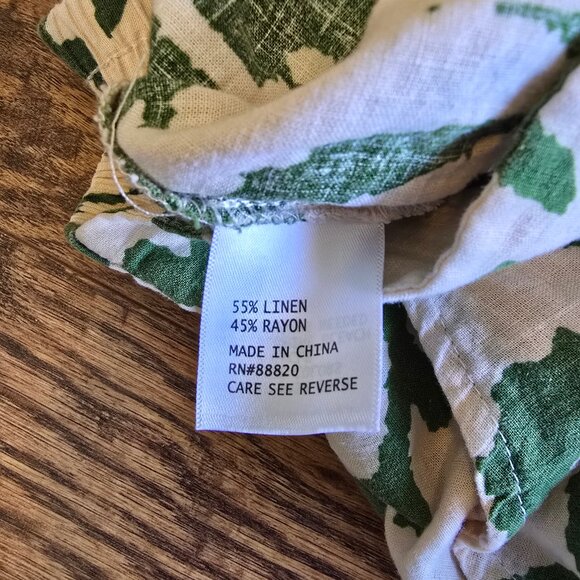 55% LINEN
45% RAYON
MADE IN CHINA
RN#88820
CARE SEE REVERSE